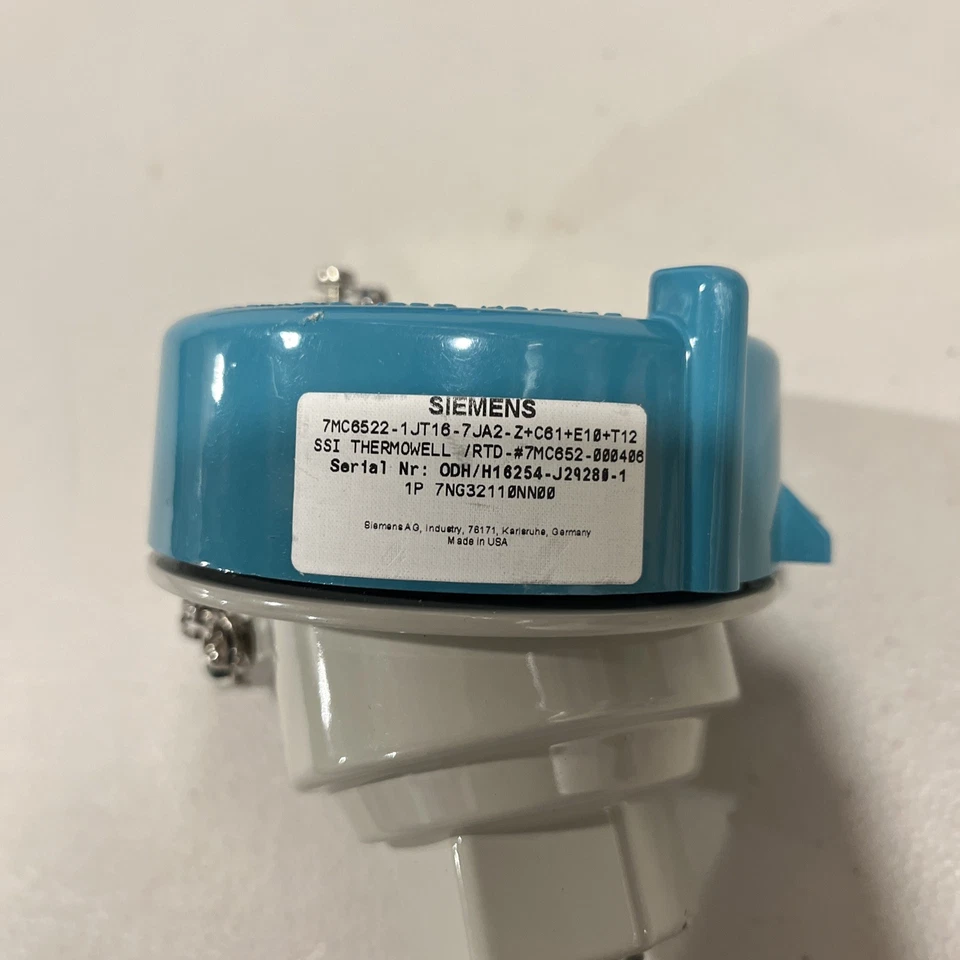 SIEMENS
7MC6522-1JT16-7JA2-Z+C61+E10+T12
SSI THERMOWELL /RTD-#7MC652-000406
Serial Nr: ODH/H16254-J29280-1
1P 7NG32110NN00
Siemens AG, Industry, 76171, Karlsruhe, Germany
Made in USA